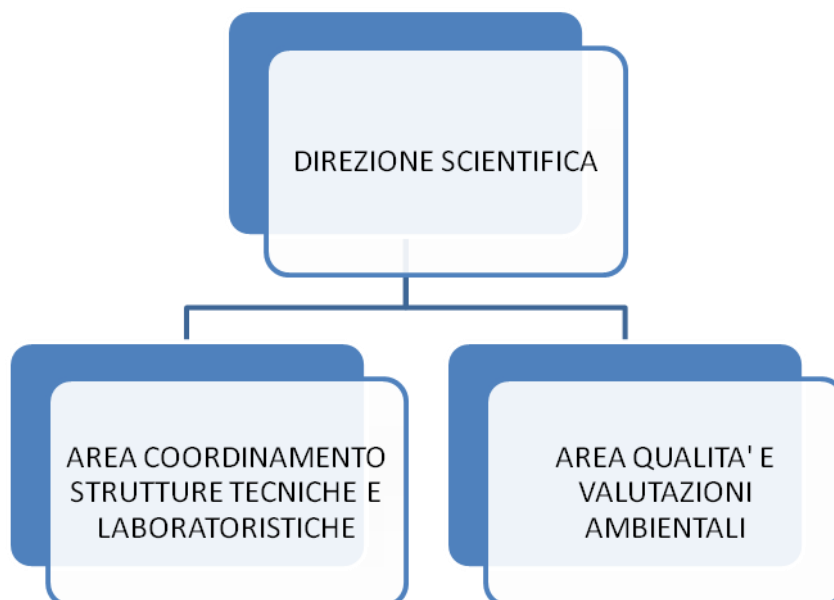 DIREZIONE SCIENTIFICA
AREA COORDINAMENTO
STRUTTURE TECNICHE E
LABORATORISTICHE
AREA QUALITA' E
VALUTAZIONI
AMBIENTALI